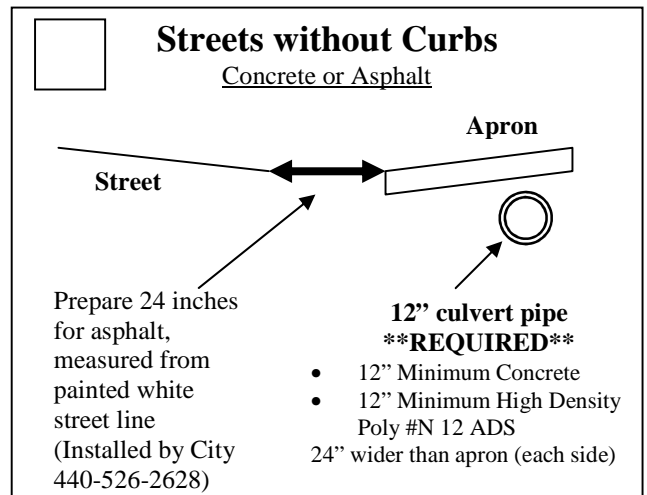 Streets without Curbs
Concrete or Asphalt
Apron
Street
Prepare 24 inches
for asphalt,
measured from
painted white
street line
(Installed by City
440-526-2628)
12” culvert pipe
**REQUIRED**
• 12” Minimum Concrete
• 12” Minimum High Density
Poly #N 12 ADS
24” wider than apron (each side)